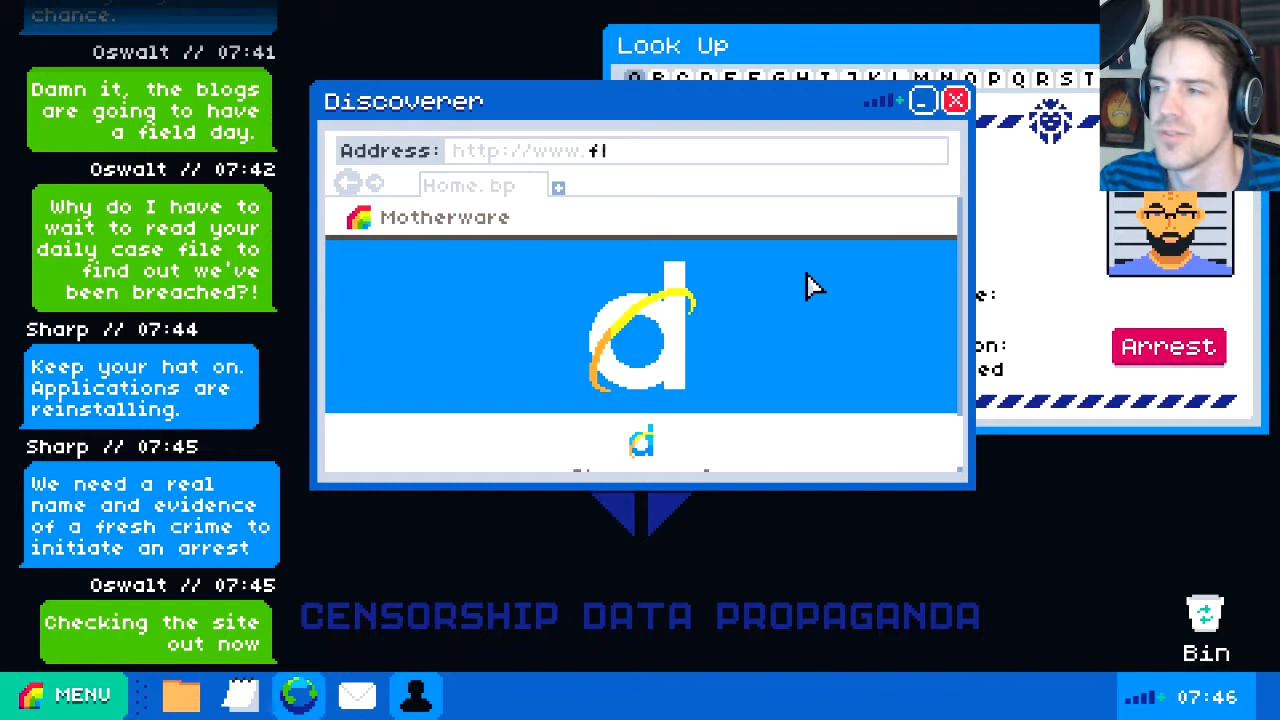 chance.
Oswalt // 07:41
Damn it, the blogs
are going to have
a field day.
Oswalt // 07:42
Why do I have to
wait to read your
daily case file to
find out we've
been breached?!
Sharp // 07:44
Keep your hat on.
Applications are
reinstalling.
Sharp // 07:45
We need a real
name and evidence
of a fresh crime to
initiate an arrest
Oswalt // 07:45
Checking the site
out now
Look Up
B C D E F G H I J K L M N O P Q R S T
Discoverer
Address: http://www.fl
Home.bp
Motherware
d
Arrest
CENSORSHIP DATA PROPAGANDA
Bin
MENU
07:46